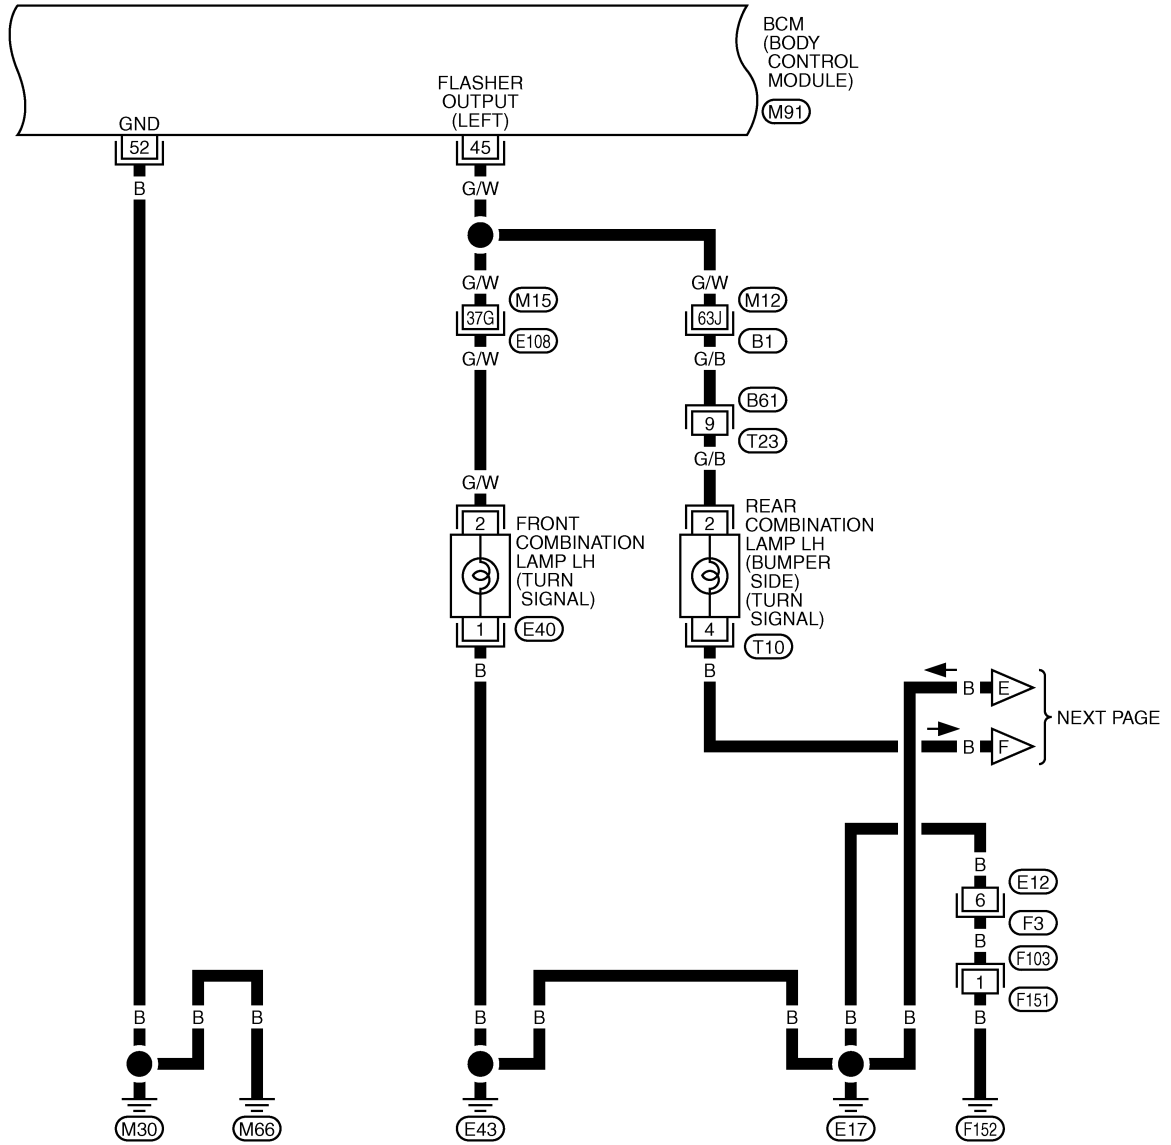 BCM
(BODY
CONTROL
MODULE)
M91
FLASHER
OUTPUT
(LEFT)
GND
52
45
B
G/W
G/W
G/W
M15
M12
37G
63J
E108
B1
G/W
G/B
B61
9
T23
G/B
G/W
2
FRONT
COMBINATION
LAMP LH
(TURN
SIGNAL)
1
E40
2
REAR
COMBINATION
LAMP LH
(BUMPER
SIDE)
(TURN
SIGNAL)
4
T10
B
B
B
E
NEXT PAGE
B
F
B
E12
6
F3
B
F103
1
F151
B
B
B
B
B
B
B
B
B
M30
M66
E43
E17
F152